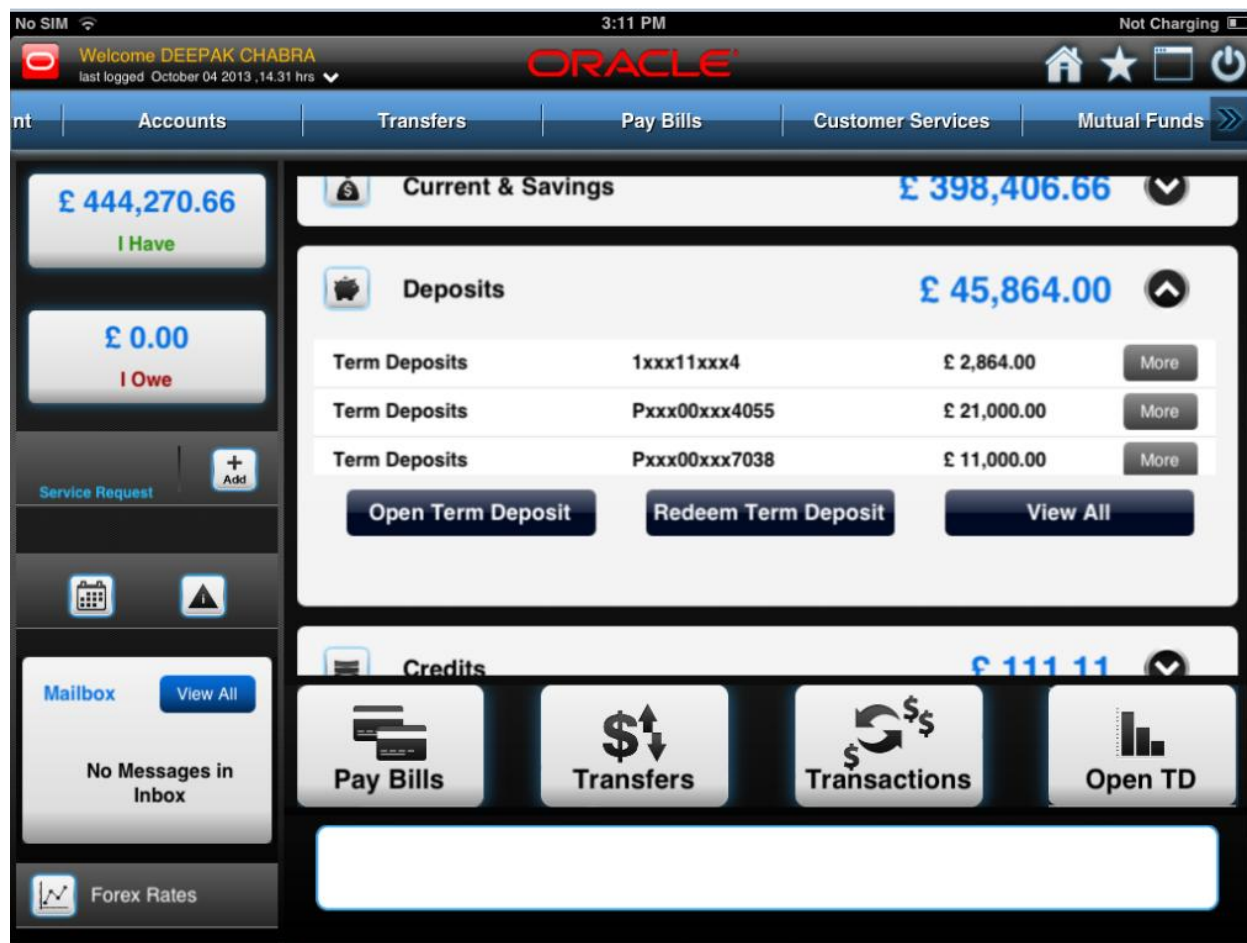 No SIM 3:11 PM Not Charging
Welcome DEEPAK CHABRA
last logged October 04 2013 ,14.31 hrs
ORACLE
nt Accounts Transfers Pay Bills Customer Services Mutual Funds
£ 444,270.66
I Have
£ 0.00
I Owe
Service Request
+
Add
Mailbox View All
No Messages in
Inbox
Forex Rates
Current & Savings £ 398,406.66
Deposits £ 45,864.00
Term Deposits 1xxx11xxx4 £ 2,864.00 More
Term Deposits Pxxx00xxx4055 £ 21,000.00 More
Term Deposits Pxxx00xxx7038 £ 11,000.00 More
Open Term Deposit Redeem Term Deposit View All
Credits £ 111.11
Pay Bills Transfers Transactions Open TD